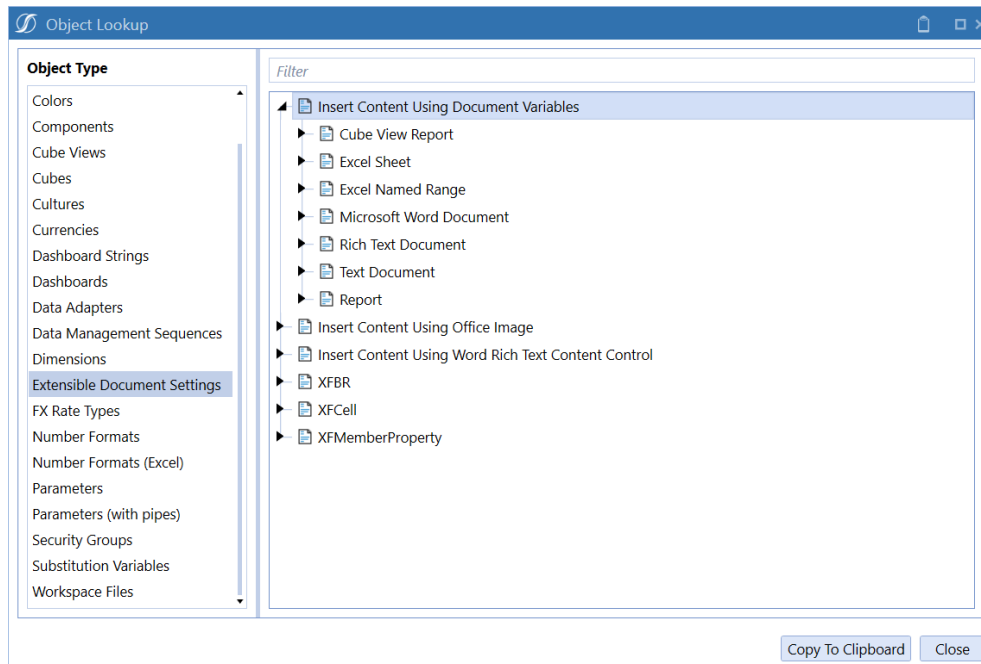 Object Lookup
Object Type
Colors
Components
Cube Views
Cubes
Cultures
Currencies
Dashboard Strings
Dashboards
Data Adapters
Data Management Sequences
Dimensions
Extensible Document Settings
FX Rate Types
Number Formats
Number Formats (Excel)
Parameters
Parameters (with pipes)
Security Groups
Substitution Variables
Workspace Files
Filter
Insert Content Using Document Variables
Cube View Report
Excel Sheet
Excel Named Range
Microsoft Word Document
Rich Text Document
Text Document
Report
Insert Content Using Office Image
Insert Content Using Word Rich Text Content Control
XFBR
XFCell
XFMemberProperty
Copy To Clipboard
Close